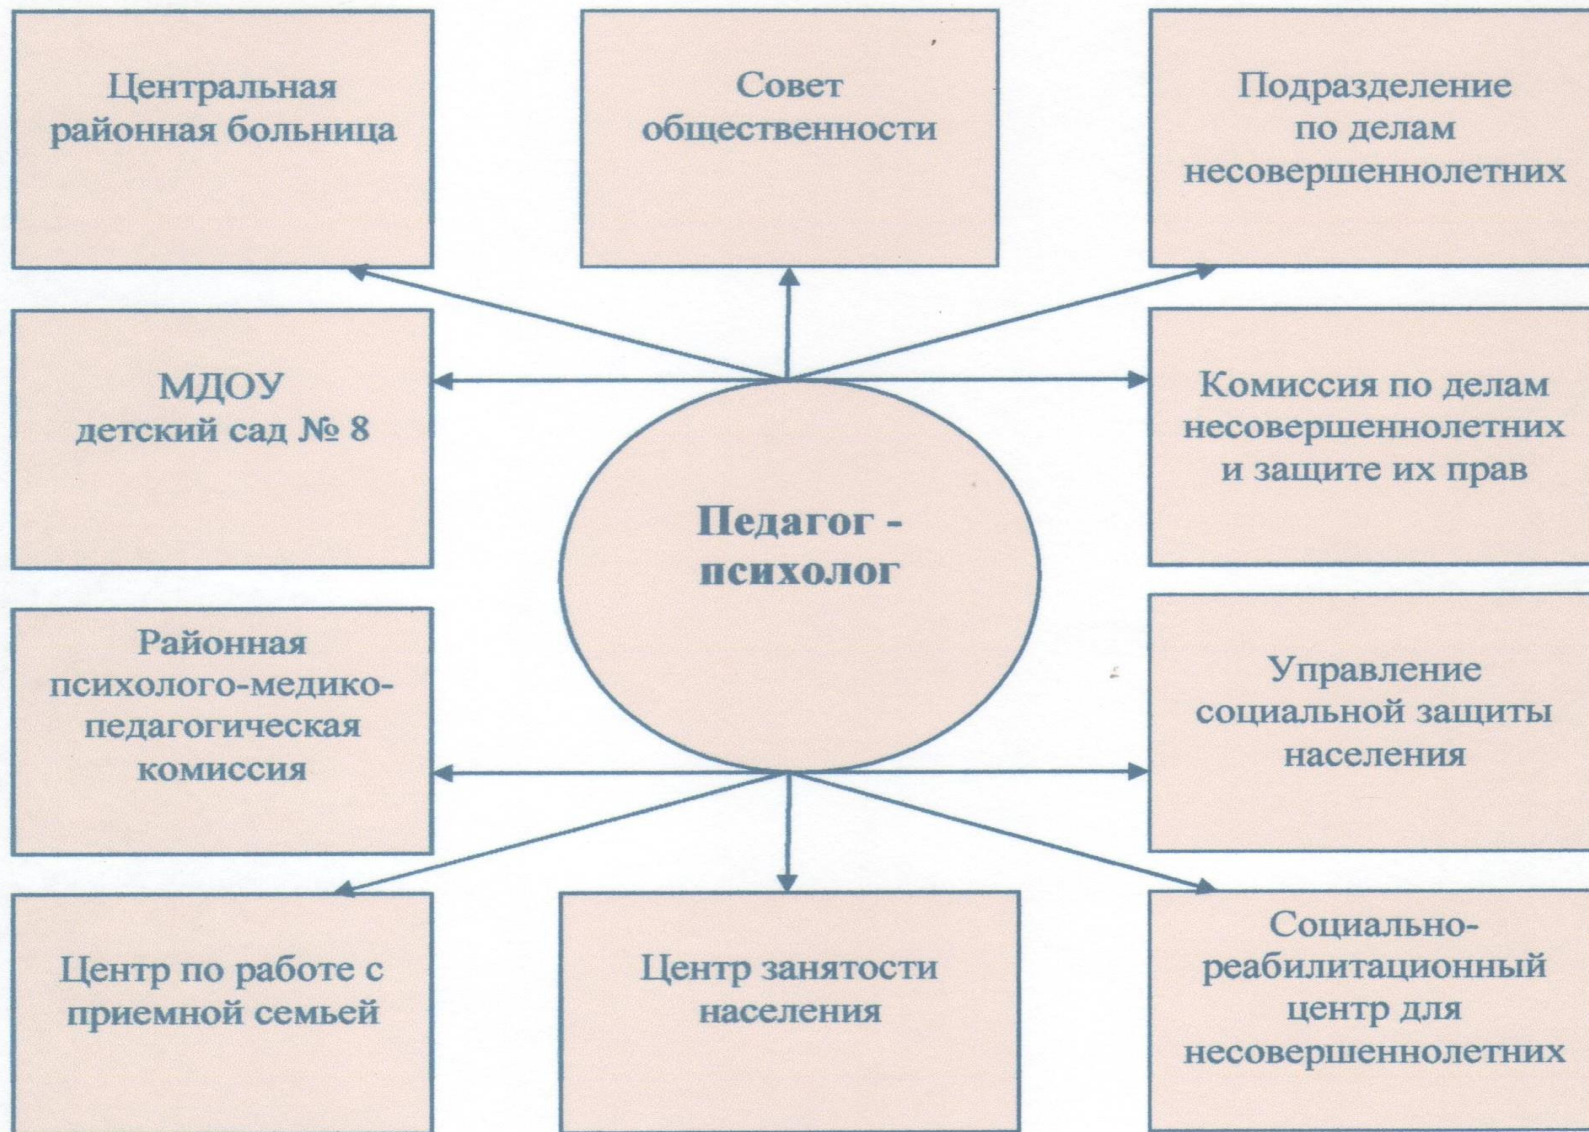 Центральная
районная больница
Совет
общественности
Подразделение
по делам
несовершеннолетних
МДОУ
детский сад № 8
Комиссия по делам
несовершеннолетних
и защите их прав
Педагог -
психолог
Районная
психолого-медико-
педагогическая
комиссия
Управление
социальной защиты
населения
Центр по работе с
приемной семьей
Центр занятости
населения
Социально-
реабилитационный
центр для
несовершеннолетних